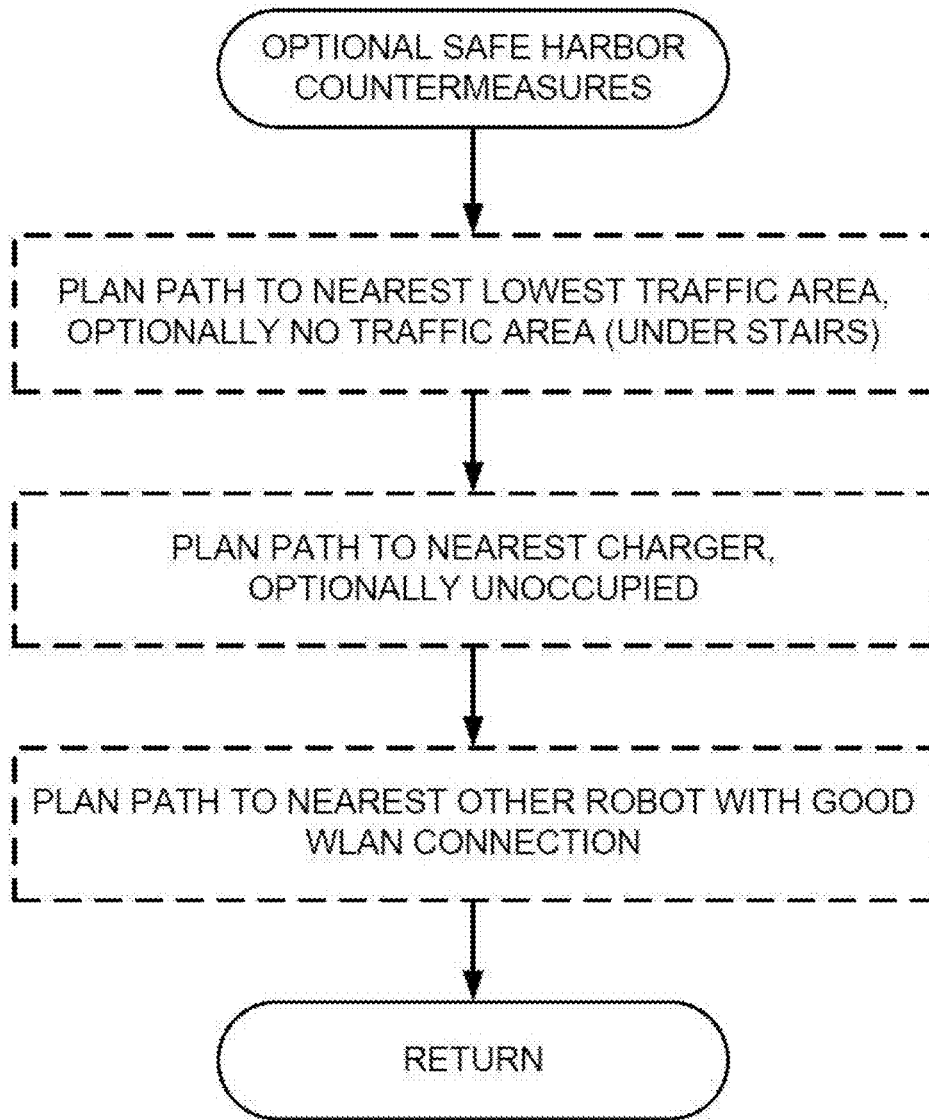 OPTIONAL SAFE HARBOR
COUNTERMEASURES
PLAN PATH TO NEAREST LOWEST TRAFFIC AREA,
OPTIONALLY NO TRAFFIC AREA (UNDER STAIRS)
PLAN PATH TO NEAREST CHARGER,
OPTIONALLY UNOCCUPIED
PLAN PATH TO NEAREST OTHER ROBOT WITH GOOD
WLAN CONNECTION
RETURN